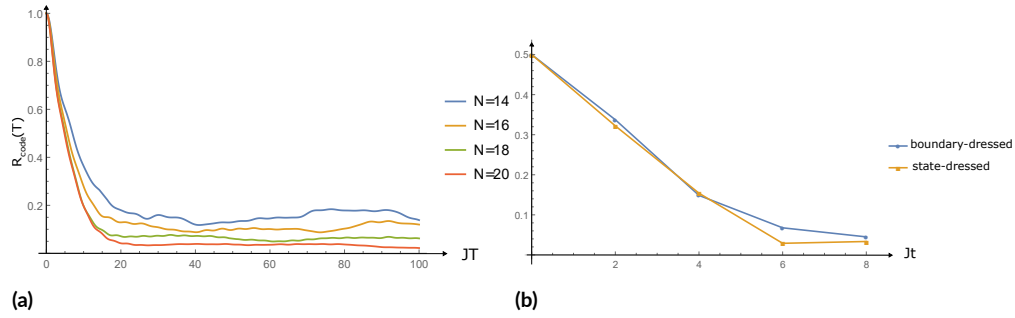 1.0
0.8
0.6
0.4
0.2
0
20
40
60
80
100
R_code(T)
JT
N=14
N=16
N=18
N=20
(a)
0.5
0.4
0.3
0.2
0.1
2
4
6
8
Jt
boundary-dressed
state-dressed
(b)